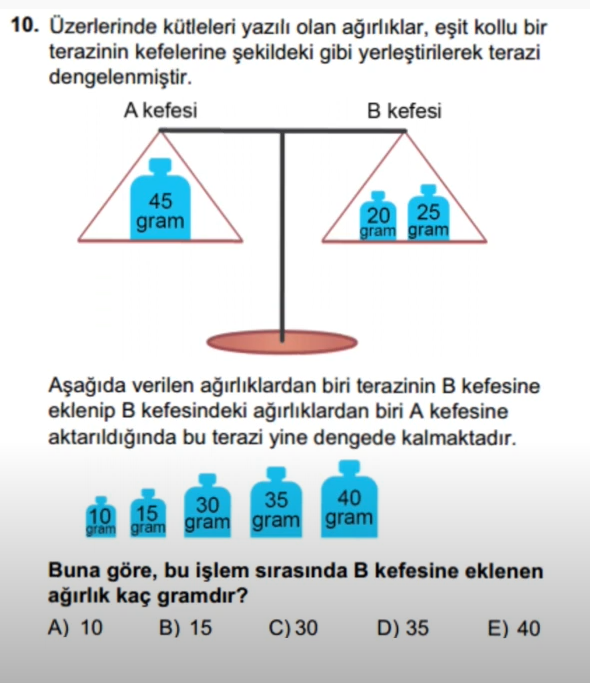 10. Üzerlerinde kütleleri yazılı olan ağırlıklar, eşit kollu bir
terazinin kefelerine şekildeki gibi yerleştirilerek terazi
dengelenmiştir.
A kefesi
B kefesi
45
gram
20
gram
25
gram
Aşağıda verilen ağırlıklardan biri terazinin B kefesine
eklenip B kefesindeki ağırlıklardan biri A kefesine
aktarıldığında bu terazi yine dengede kalmaktadır.
10
gram
15
gram
30
gram
35
gram
40
gram
Buna göre, bu işlem sırasında B kefesine eklenen
ağırlık kaç gramdır?
A) 10 B) 15 C) 30 D) 35 E) 40